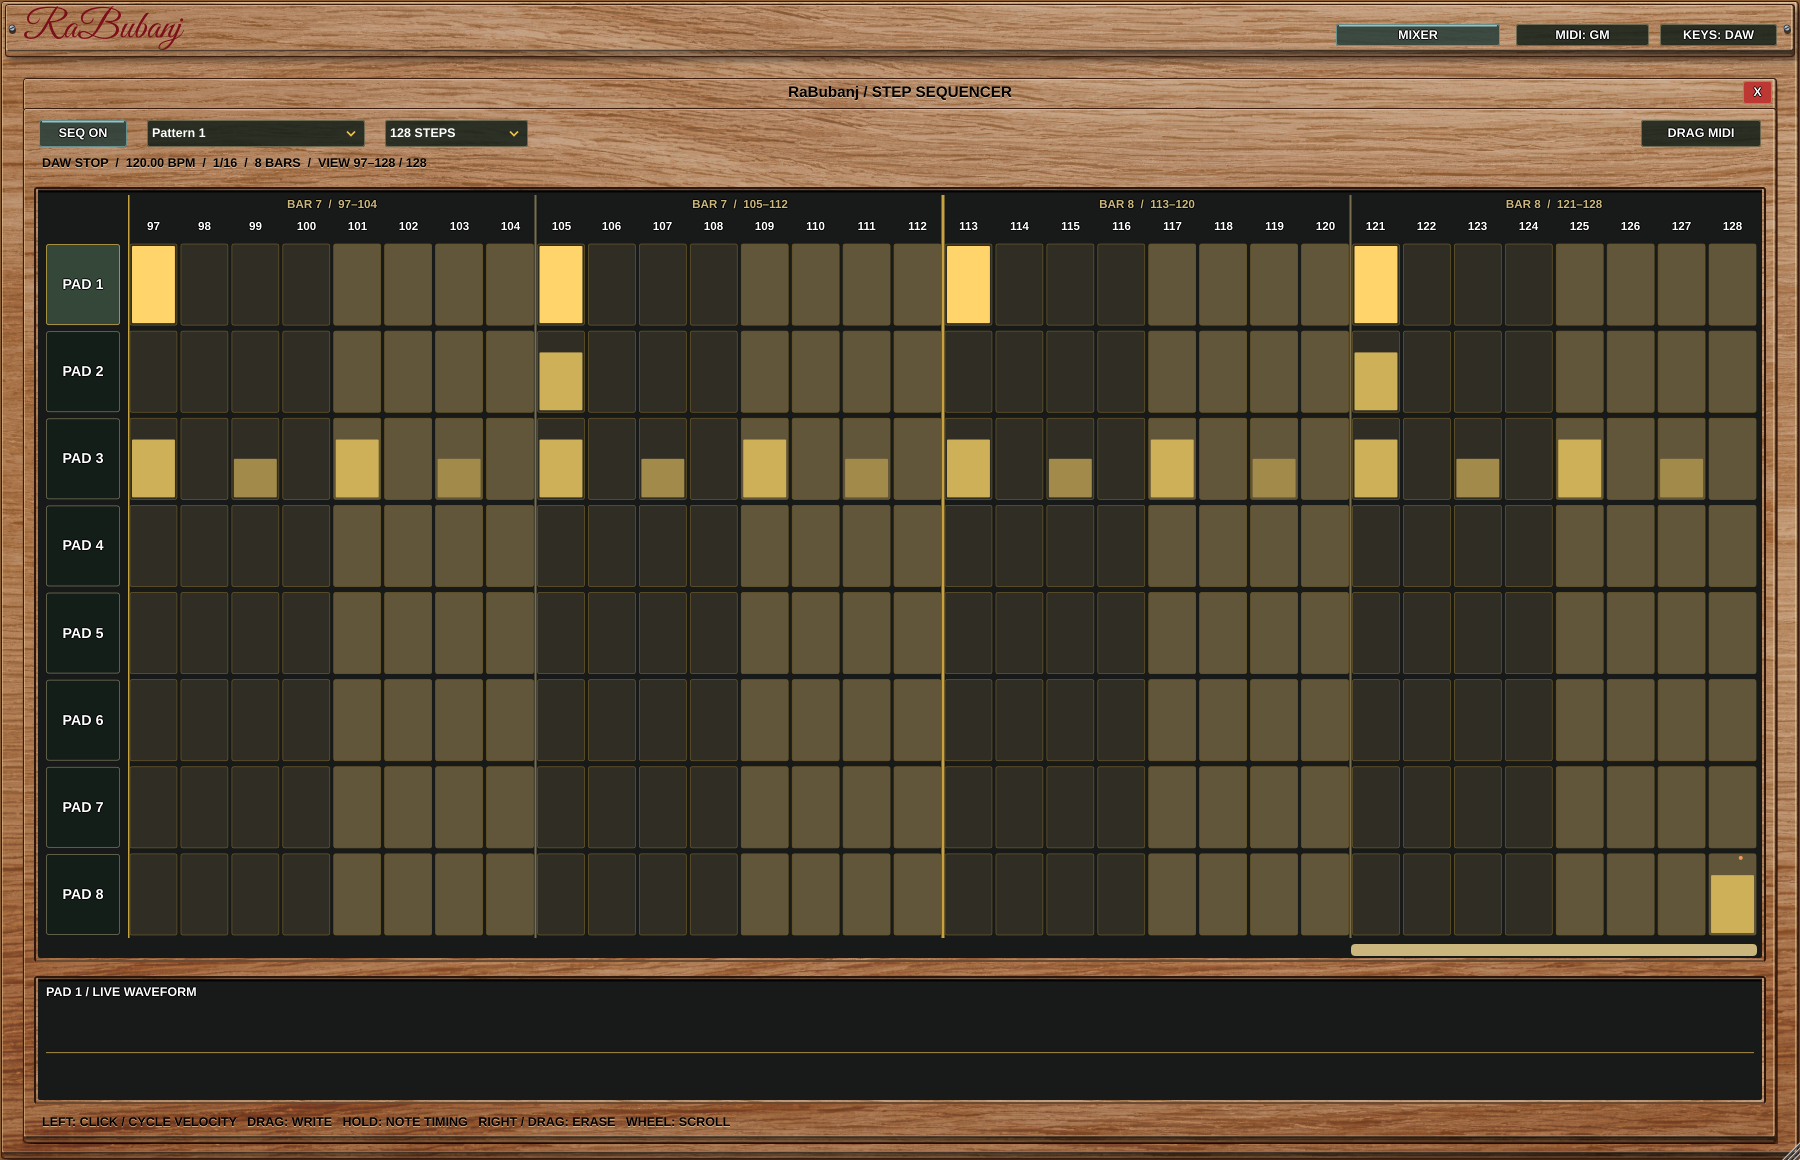 RaBubanj
MIXER MIDI: GM KEYS: DAW
RaBubanj / STEP SEQUENCER X
SEQ ON Pattern 1 128 STEPS DRAG MIDI
DAW STOP / 120.00 BPM / 1/16 / 8 BARS / VIEW 97–128 / 128
BAR 7 / 97–104 BAR 7 / 105–112 BAR 8 / 113–120 BAR 8 / 121–128
97 98 99 100 101 102 103 104 105 106 107 108 109 110 111 112 113 114 115 116 117 118 119 120 121 122 123 124 125 126 127 128
PAD 1
PAD 2
PAD 3
PAD 4
PAD 5
PAD 6
PAD 7
PAD 8
PAD 1 / LIVE WAVEFORM
LEFT: CLICK / CYCLE VELOCITY DRAG: WRITE HOLD: NOTE TIMING RIGHT / DRAG: ERASE WHEEL: SCROLL